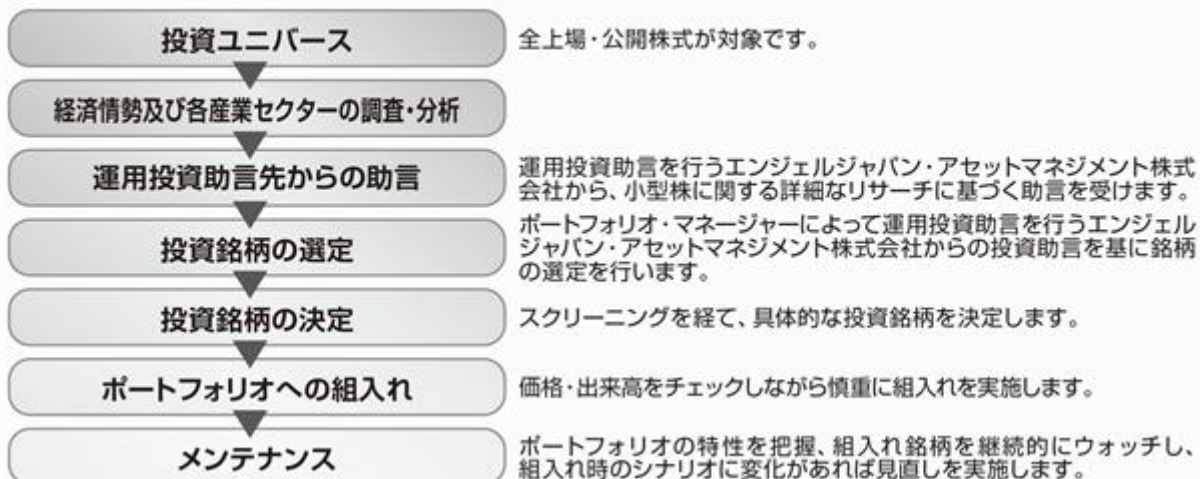 投資ユニバース
全上場・公開株式が対象です。
経済情勢及び各産業セクターの調査・分析
運用投資助言先からの助言
運用投資助言を行うエンジェルジャパン・アセットマネジメント株式
会社から、小型株に関する詳細なリサーチに基づく助言を受けます。
投資銘柄の選定
ポートフォリオ・マネージャーによって運用投資助言を行うエンジェル
ジャパン・アセットマネジメント株式会社からの投資助言を基に銘柄
の選定を行います。
投資銘柄の決定
スクリーニングを経て、具体的な投資銘柄を決定します。
ポートフォリオへの組入れ
価格・出来高をチェックしながら慎重に組入れを実施します。
メンテナンス
ポートフォリオの特性を把握、組入れ銘柄を継続的にウォッチし、
組入れ時のシナリオに変化があれば見直しを実施します。